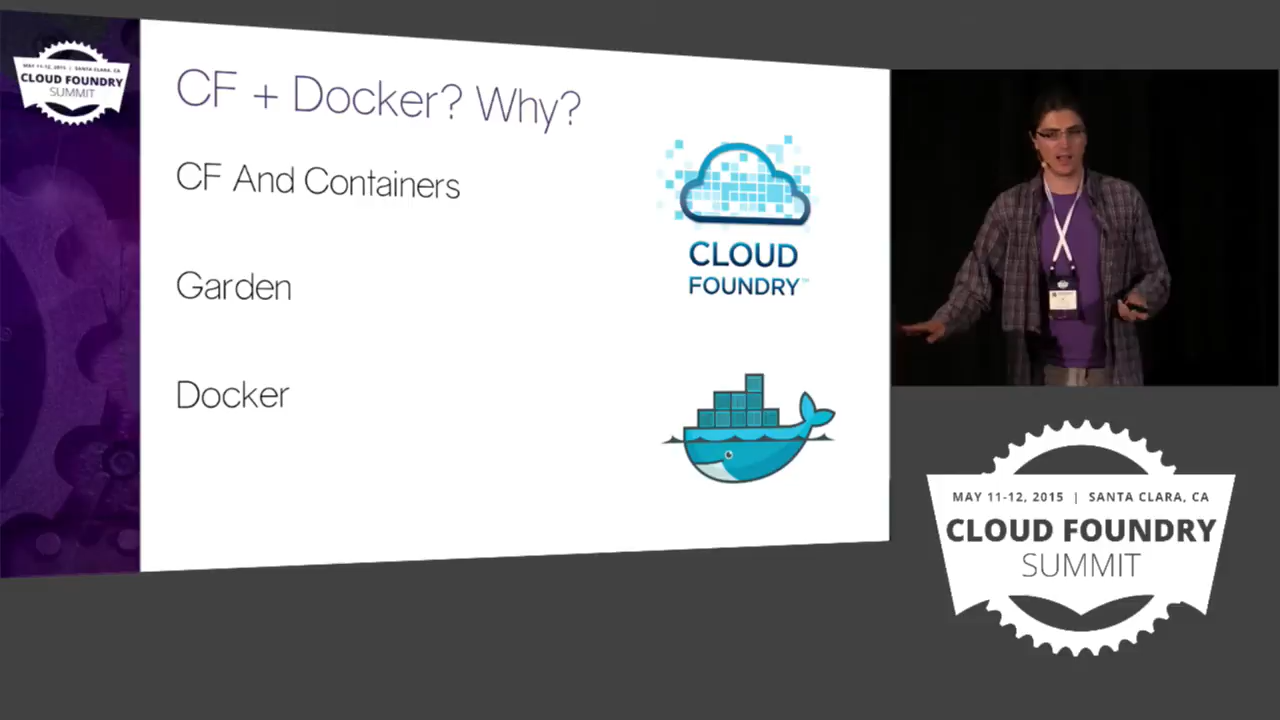 MAY 11-12, 2015 | SANTA CLARA, CA
CLOUD FOUNDRY
SUMMIT
CF + Docker? Why?
CF And Containers
Garden
Docker
CLOUD
FOUNDRY™
MAY 11-12, 2015 | SANTA CLARA, CA
CLOUD FOUNDRY
SUMMIT